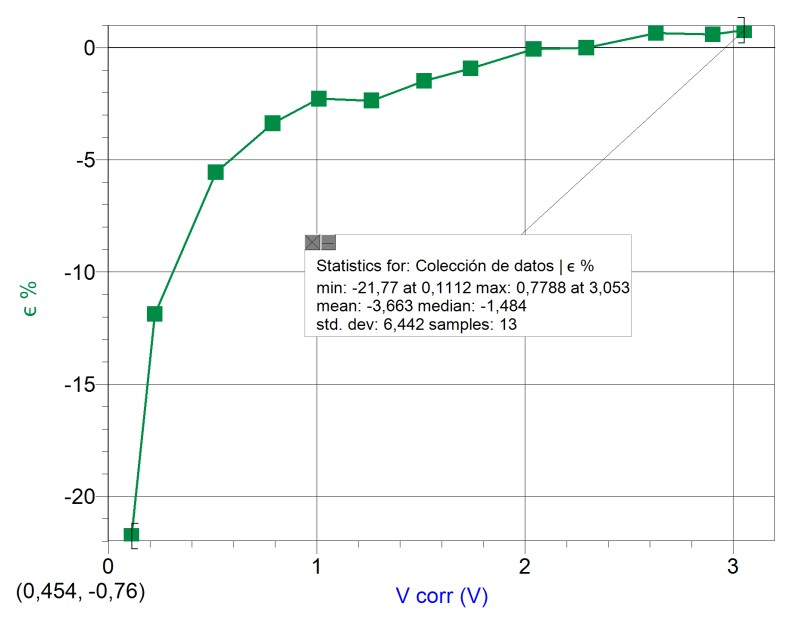 0
-5
-10
-15
-20
ϵ %
Statistics for: Colección de datos | ϵ %
min: -21,77 at 0,1112 max: 0,7788 at 3,053
mean: -3,663 median: -1,484
std. dev: 6,442 samples: 13
0 1 2 3
(0,454, -0,76)
V corr (V)